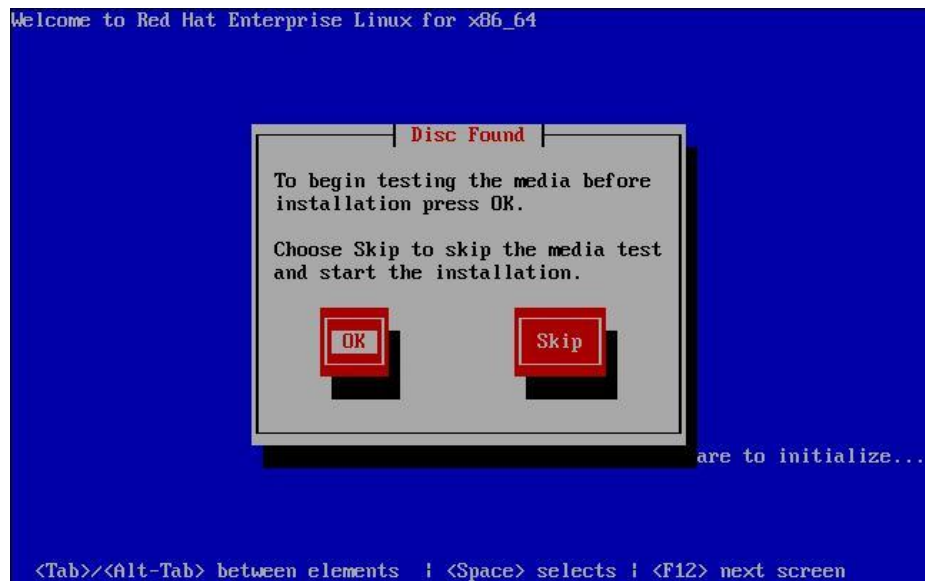 Welcome to Red Hat Enterprise Linux for x86_64
Disc Found
To begin testing the media before
installation press OK.
Choose Skip to skip the media test
and start the installation.
OK
Skip
are to initialize...
<Tab>/<Alt-Tab> between elements | <Space> selects | <F12> next screen